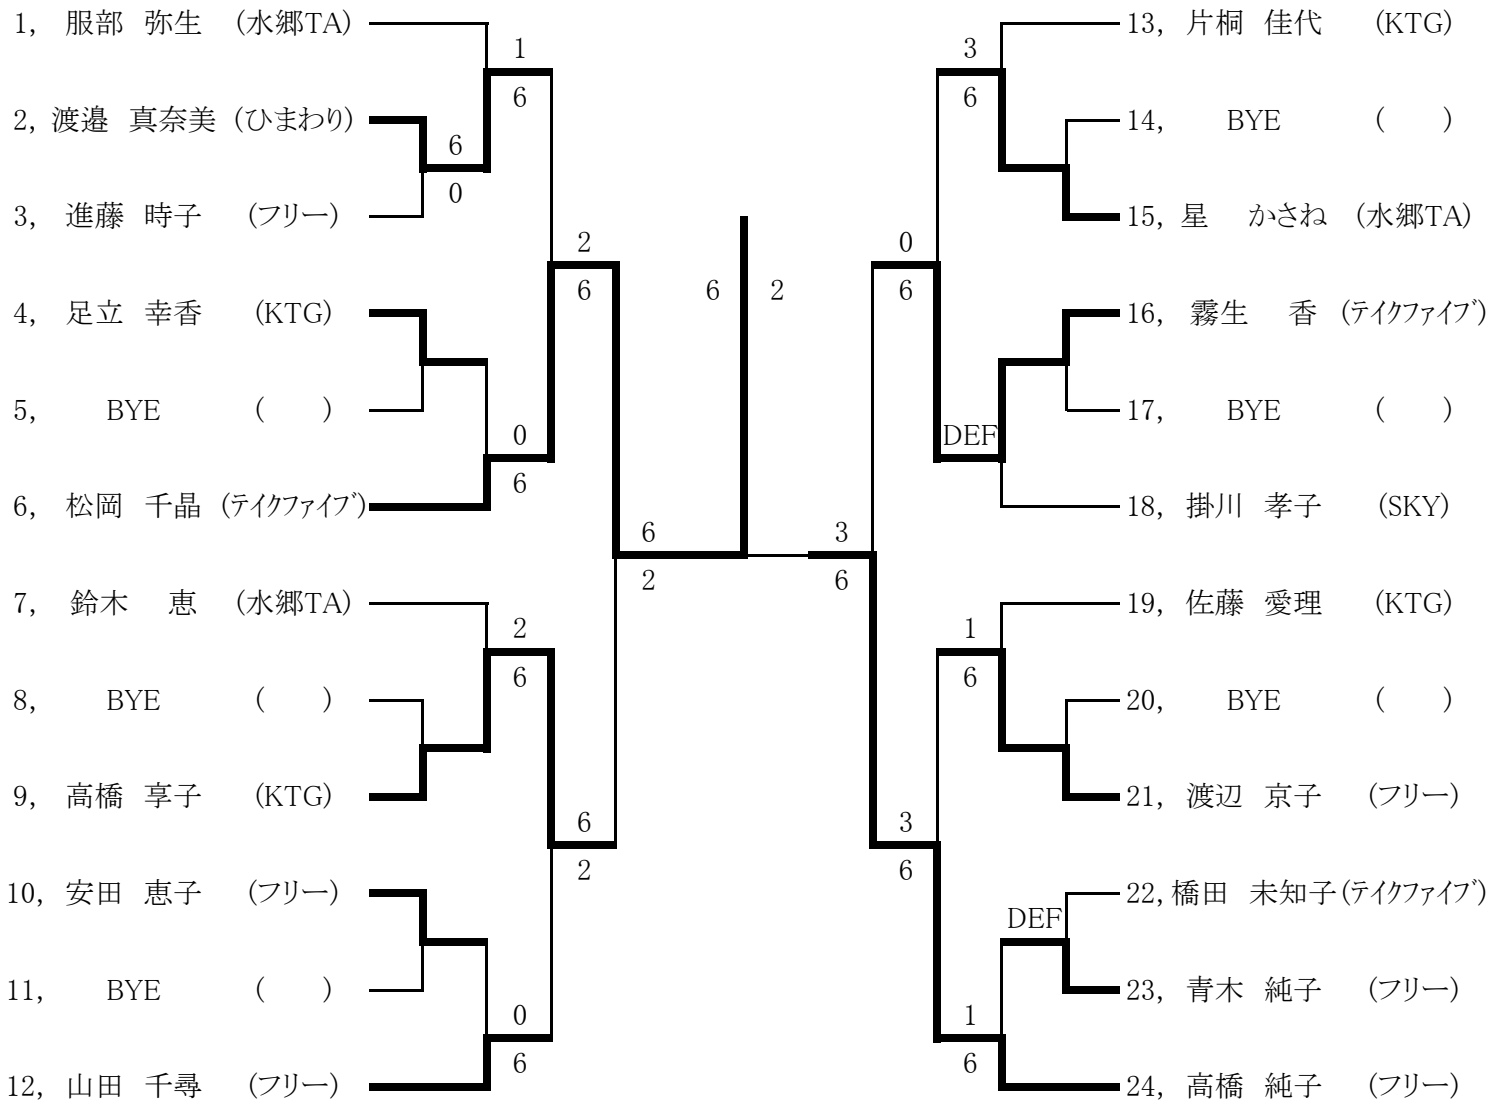 1, 服部 弥生 (水郷TA)
1
6
2, 渡邉 真奈美 (ひまわり)
6
0
3, 進藤 時子 (フリー)
2
6
4, 足立 幸香 (KTG)
5, BYE ( )
0
6
6, 松岡 千晶 (テイクファイブ)
6
2
7, 鈴木 恵 (水郷TA)
2
6
8, BYE ( )
9, 高橋 享子 (KTG)
6
2
10, 安田 恵子 (フリー)
11, BYE ( )
0
6
12, 山田 千尋 (フリー)
6 2
13, 片桐 佳代 (KTG)
3
6
14, BYE ( )
15, 星 かさね (水郷TA)
0
6
16, 霧生 香 (テイクファイブ)
17, BYE ( )
DEF
18, 掛川 孝子 (SKY)
3
6
19, 佐藤 愛理 (KTG)
1
6
20, BYE ( )
21, 渡辺 京子 (フリー)
3
6
22, 橋田 未知子 (テイクファイブ)
DEF
23, 青木 純子 (フリー)
1
6
24, 高橋 純子 (フリー)